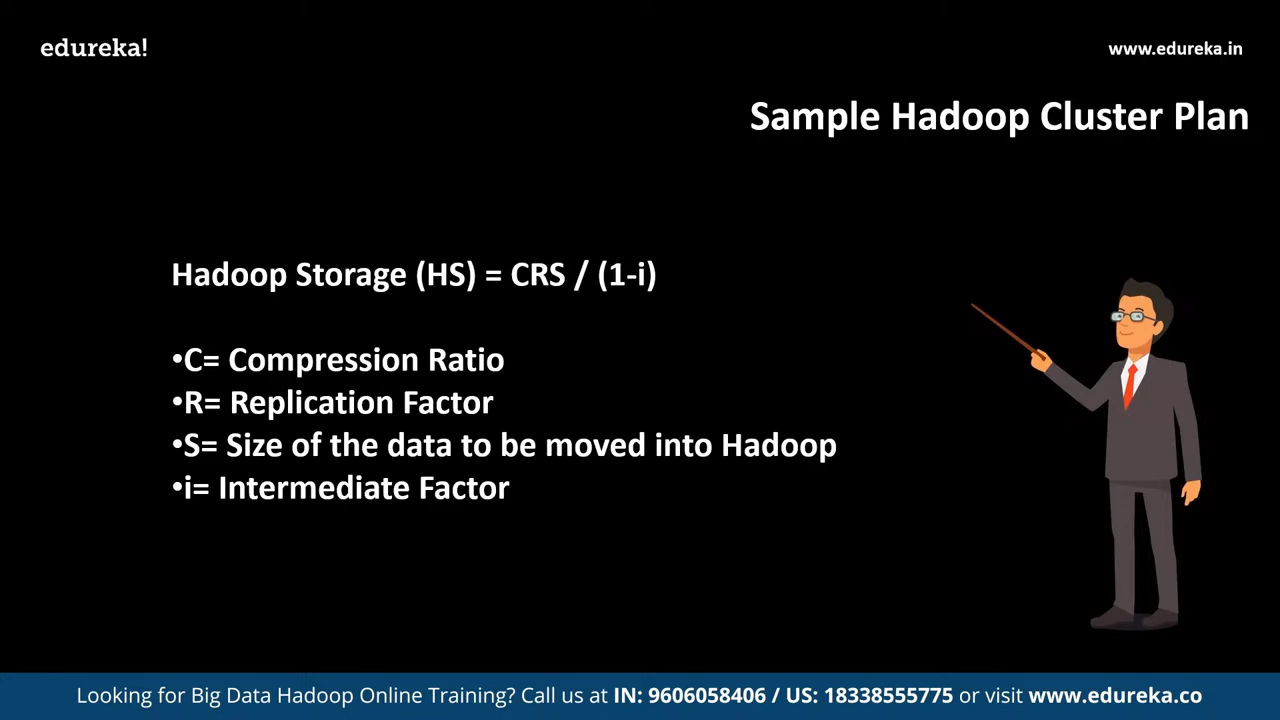 edureka!
www.edureka.in
Sample Hadoop Cluster Plan
Hadoop Storage (HS) = CRS / (1-i)
•C= Compression Ratio
•R= Replication Factor
•S= Size of the data to be moved into Hadoop
•i= Intermediate Factor
Looking for Big Data Hadoop Online Training? Call us at IN: 9606058406 / US: 18338555775 or visit www.edureka.co